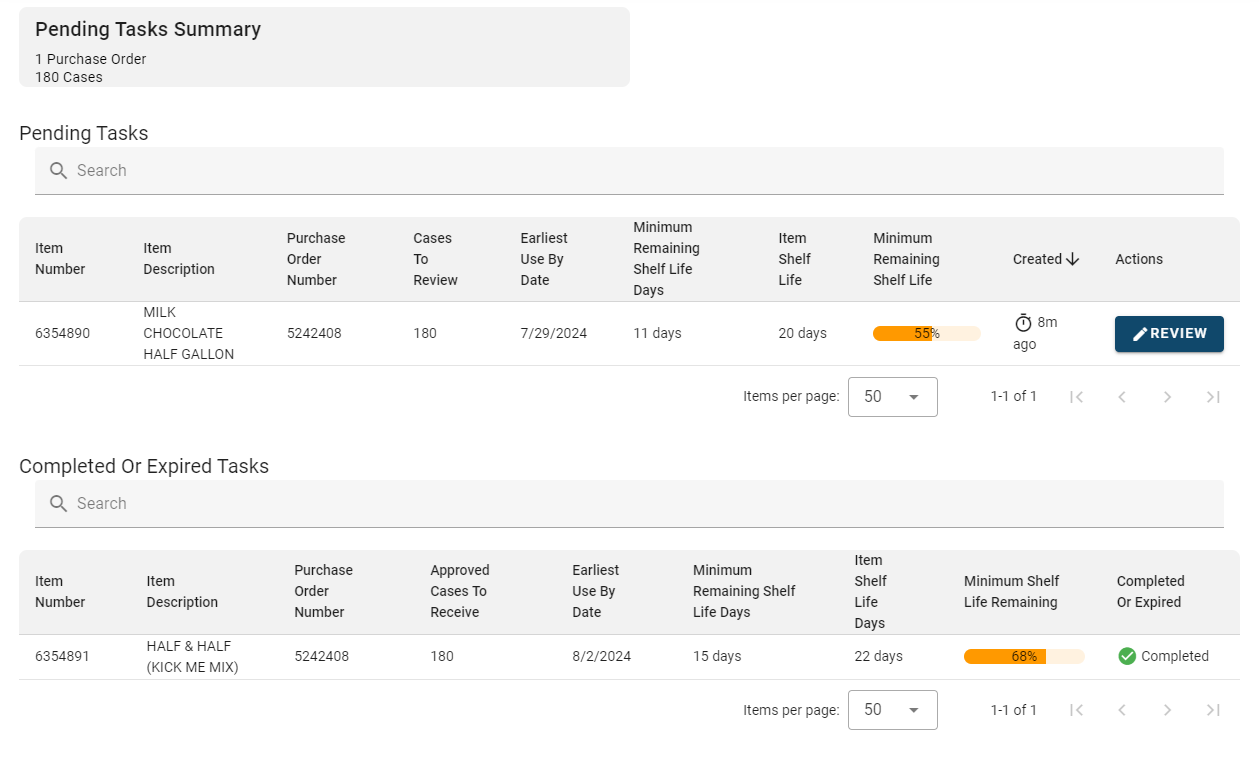 Pending Tasks Summary
1 Purchase Order
180 Cases
Pending Tasks
Search
Item Number
Item Description
Purchase Order Number
Cases To Review
Earliest Use By Date
Minimum Remaining Shelf Life Days
Item Shelf Life
Minimum Remaining Shelf Life
Created
Actions
6354890
MILK CHOCOLATE HALF GALLON
5242408
180
7/29/2024
11 days
20 days
55%
8m ago
REVIEW
Items per page: 50 1-1 of 1
Completed Or Expired Tasks
Search
Item Number
Item Description
Purchase Order Number
Approved Cases To Receive
Earliest Use By Date
Minimum Remaining Shelf Life Days
Item Shelf Life Days
Minimum Shelf Life Remaining
Completed Or Expired
6354891
HALF & HALF (KICK ME MIX)
5242408
180
8/2/2024
15 days
22 days
68%
Completed
Items per page: 50 1-1 of 1